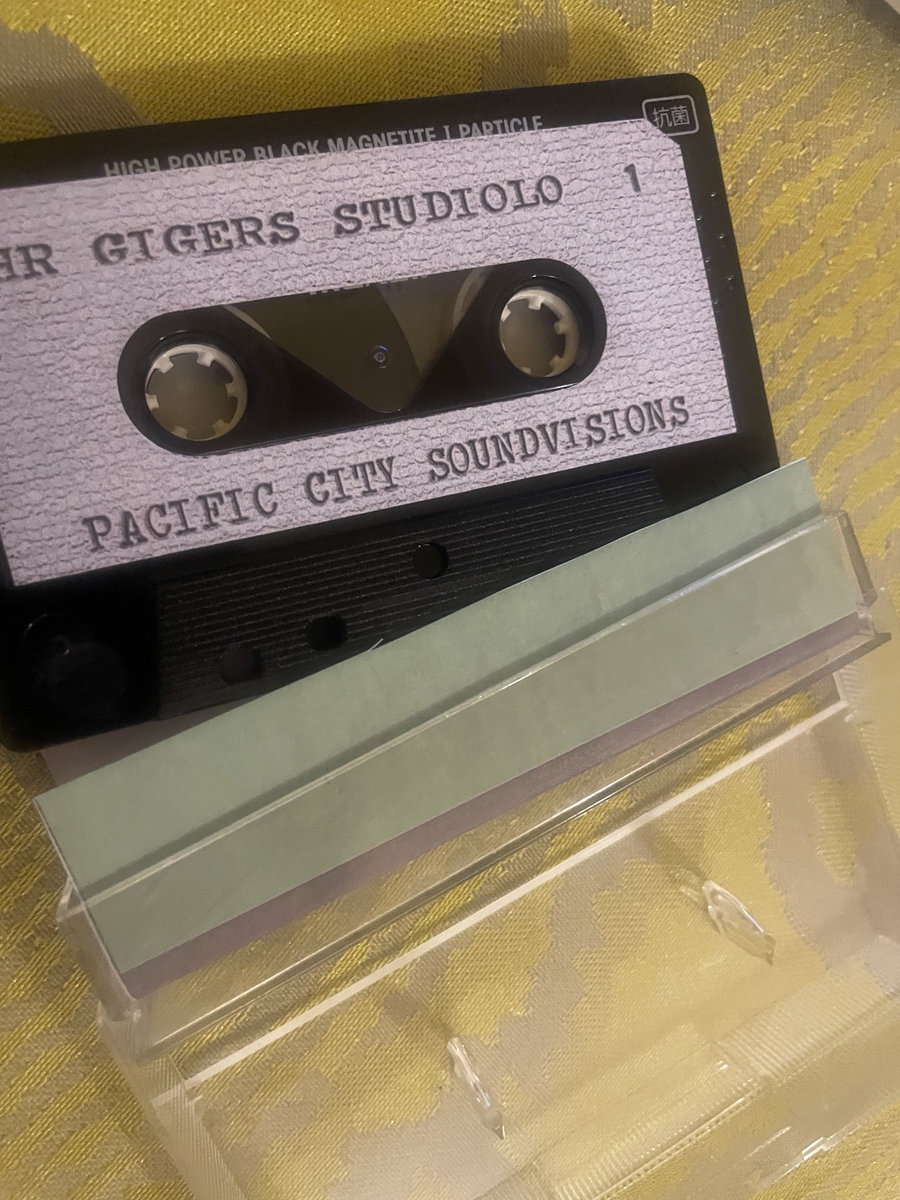 HIGH POWER BLACK MAGNETITE I PARTICLE
抗菌
HR GIGERS STUDIOLO 1
PACIFIC CITY SOUNDVISIONS